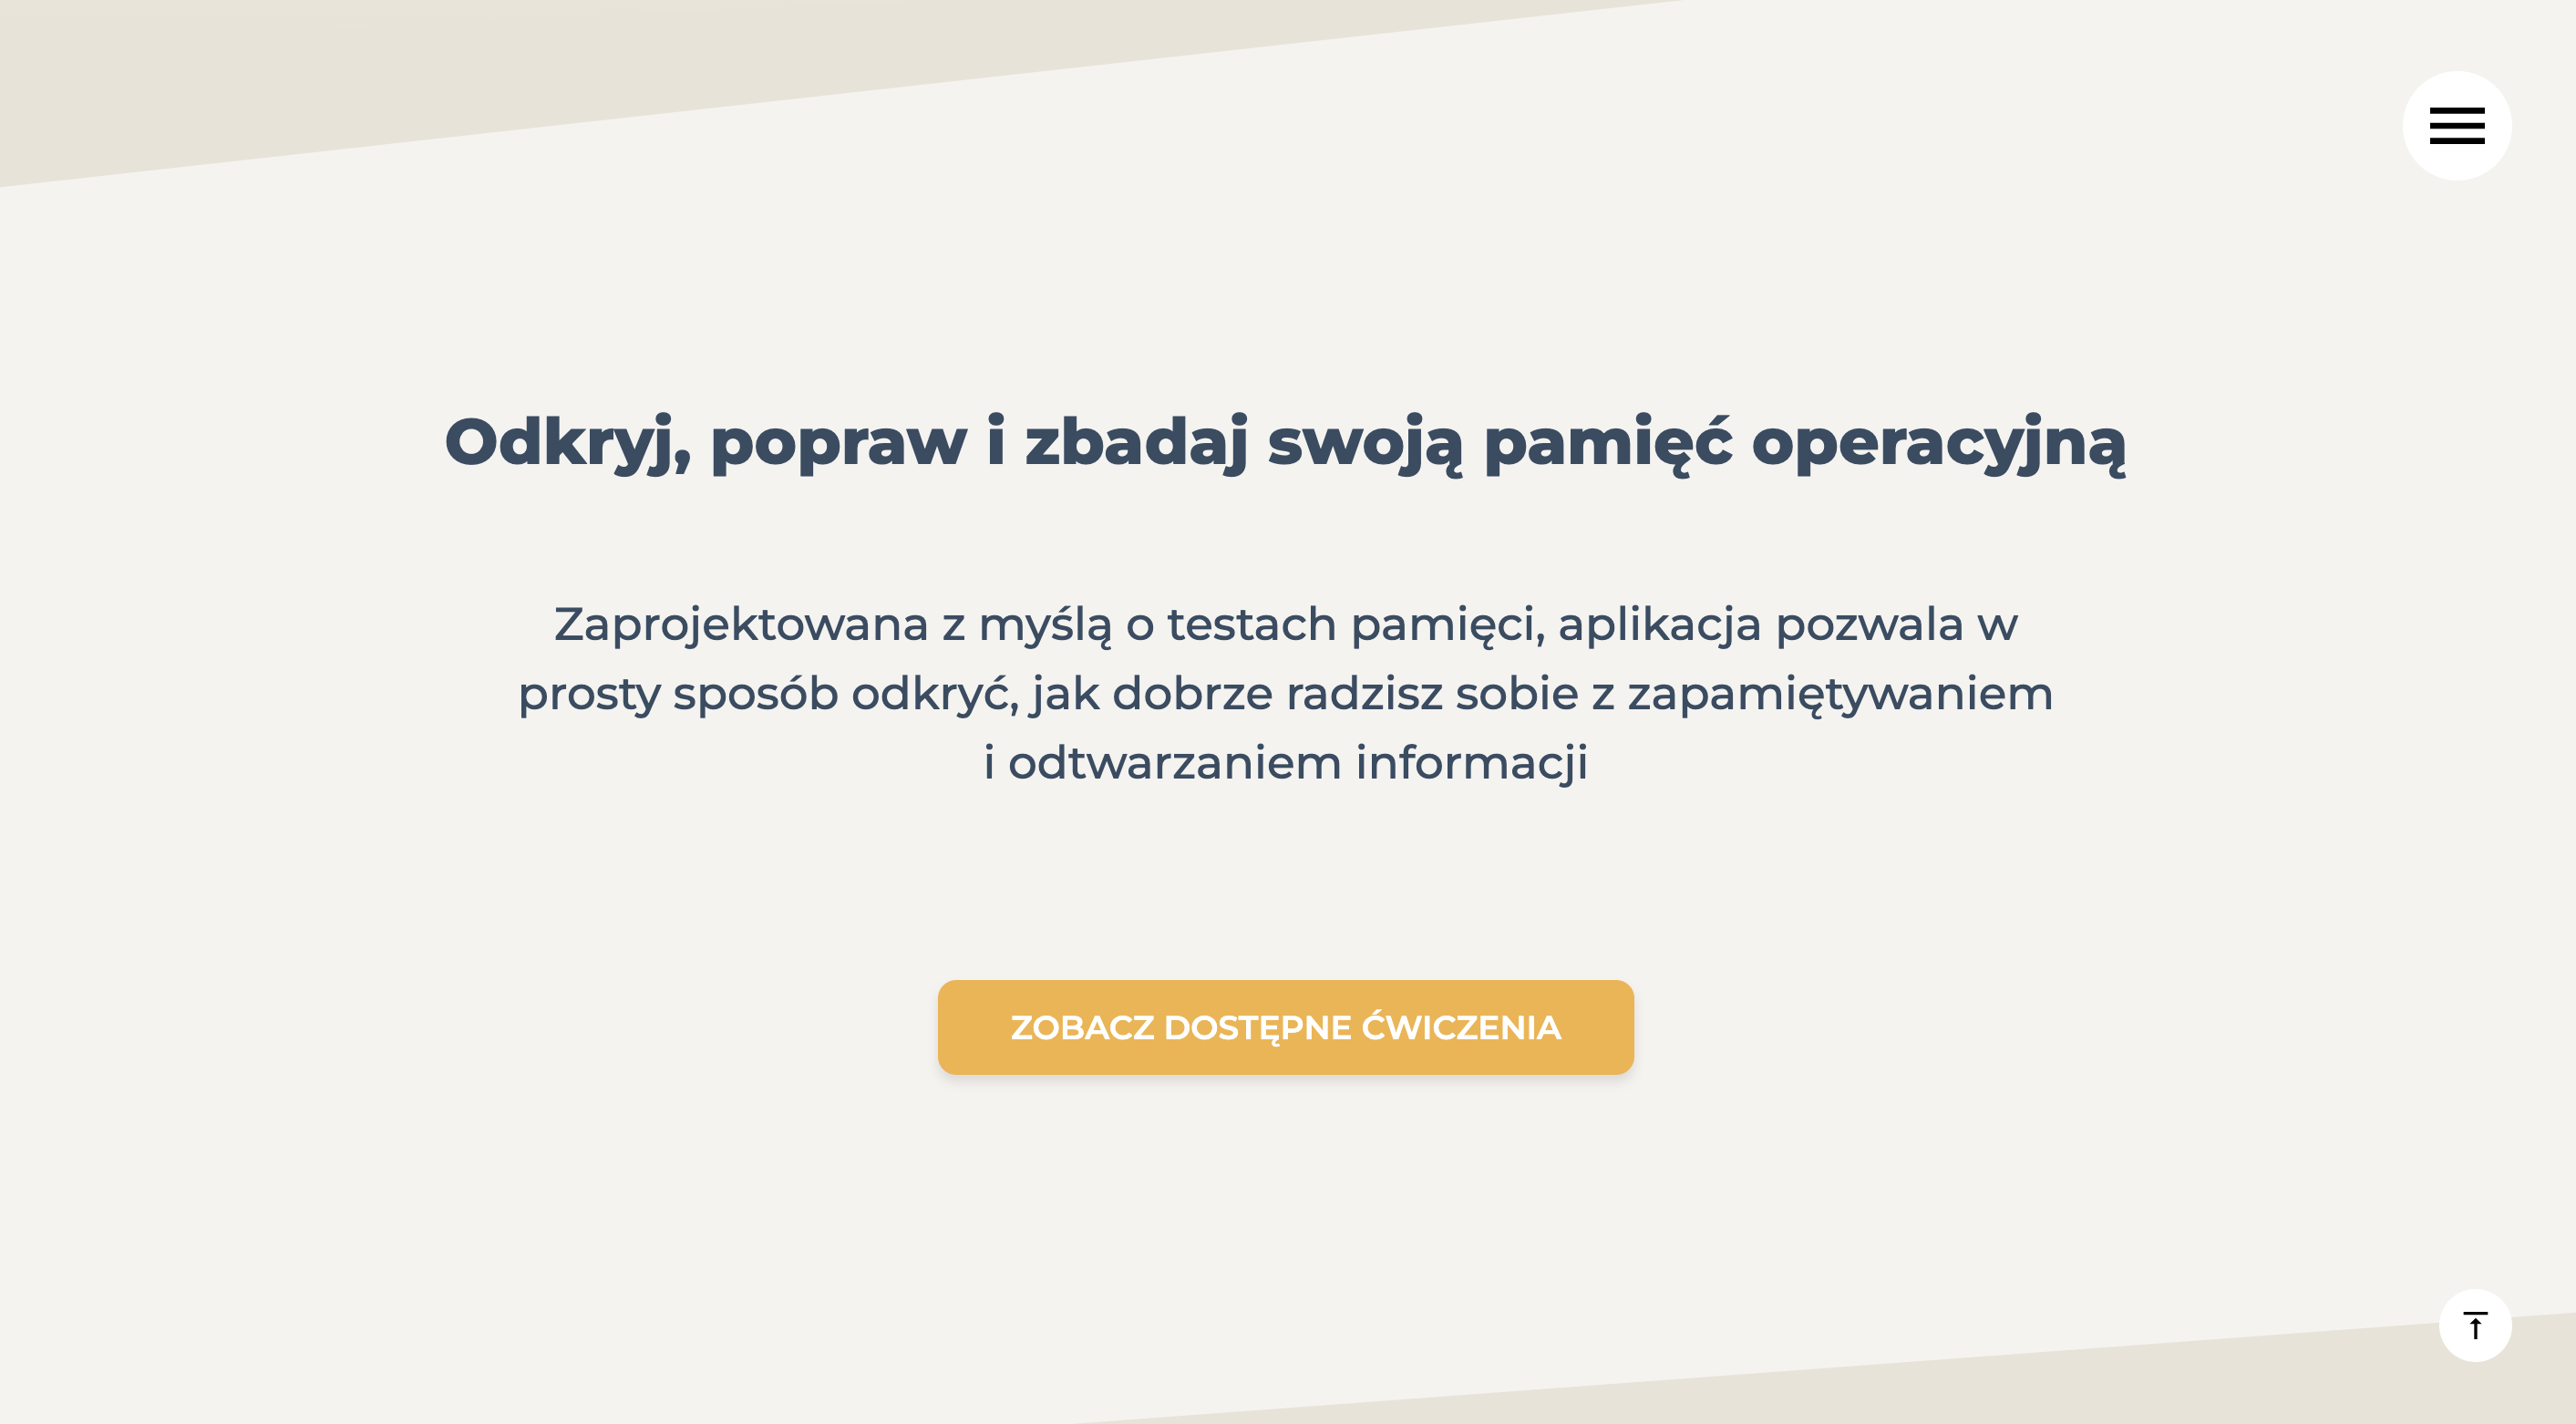 Odkryj, popraw i zbadaj swoją pamięć operacyjną
Zaprojektowana z myślą o testach pamięci, aplikacja pozwala w
prosty sposób odkryć, jak dobrze radzisz sobie z zapamiętywaniem
i odtwarzaniem informacji
ZOBACZ DOSTĘPNE ĆWICZENIA